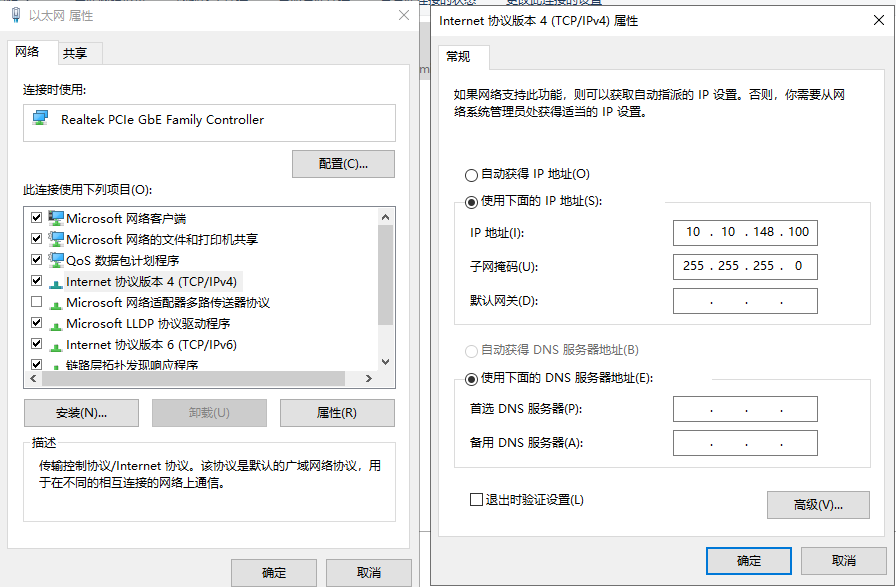 以太网 属性
网络
共享
连接时使用:
Realtek PCIe GbE Family Controller
配置(C)...
此连接使用下列项目(O):
Microsoft 网络客户端
Microsoft 网络的文件和打印机共享
QoS 数据包计划程序
Internet 协议版本 4 (TCP/IPv4)
Microsoft 网络适配器多路传送器协议
Microsoft LLDP 协议驱动程序
Internet 协议版本 6 (TCP/IPv6)
链路层拓扑发现响应程序
安装(N)...
卸载(U)
属性(R)
描述
传输控制协议/Internet 协议。该协议是默认的广域网络协议，用
于在不同的相互连接的网络上通信。
确定
取消
Internet 协议版本 4 (TCP/IPv4) 属性
常规
如果网络支持此功能，则可以获取自动指派的 IP 设置。否则，你需要从网
络系统管理员处获得适当的 IP 设置。
自动获得 IP 地址(O)
使用下面的 IP 地址(S):
IP 地址(I):
10 . 10 . 148 . 100
子网掩码(U):
255 . 255 . 255 . 0
默认网关(D):
. . .
自动获得 DNS 服务器地址(B)
使用下面的 DNS 服务器地址(E):
首选 DNS 服务器(P):
. . .
备用 DNS 服务器(A):
. . .
退出时验证设置(L)
高级(V)...
确定
取消